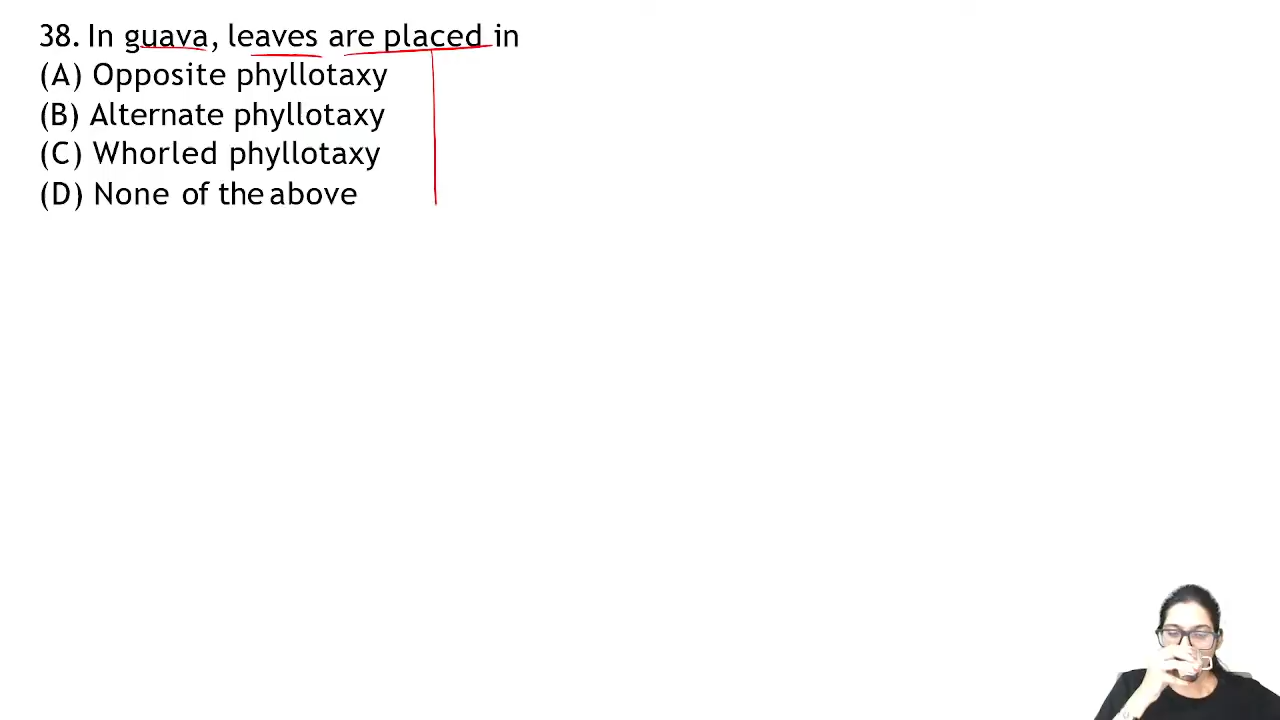 38. In guava, leaves are placed in
(A) Opposite phyllotaxy
(B) Alternate phyllotaxy
(C) Whorled phyllotaxy
(D) None of the above